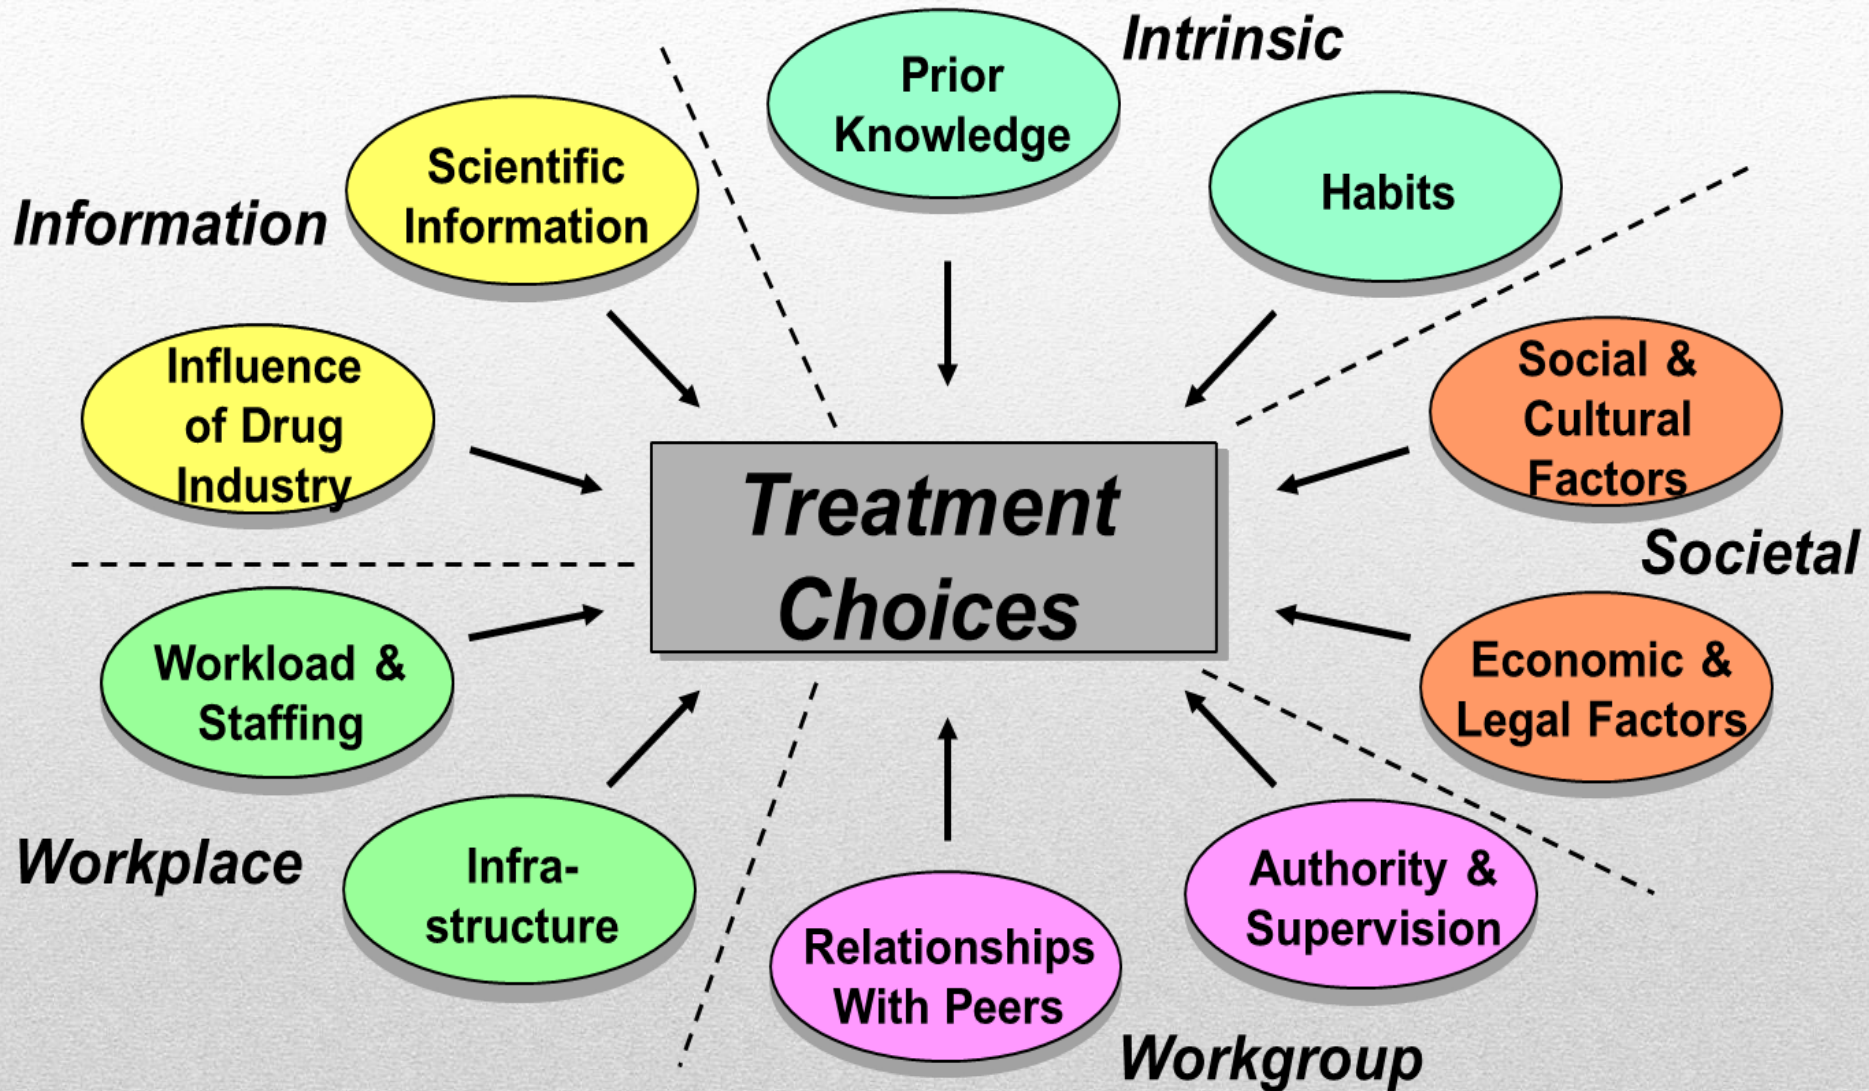 Intrinsic
Prior
Knowledge
Habits
Scientific
Information
Information
Influence
of Drug
Industry
Social &
Cultural
Factors
Societal
Treatment
Choices
Workload &
Staffing
Economic &
Legal Factors
Workplace
Infra-
structure
Relationships
With Peers
Authority &
Supervision
Workgroup